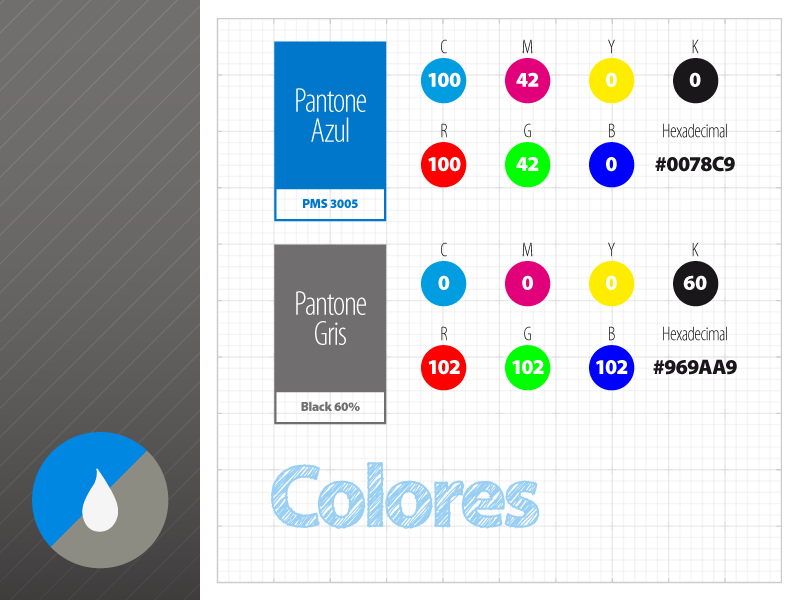 Pantone
Azul
PMS 3005
C M Y K
100 42 0 0
R G B Hexadecimal
100 42 0 #0078C9
Pantone
Gris
Black 60%
C M Y K
0 0 0 60
R G B Hexadecimal
102 102 102 #969AA9
Colores